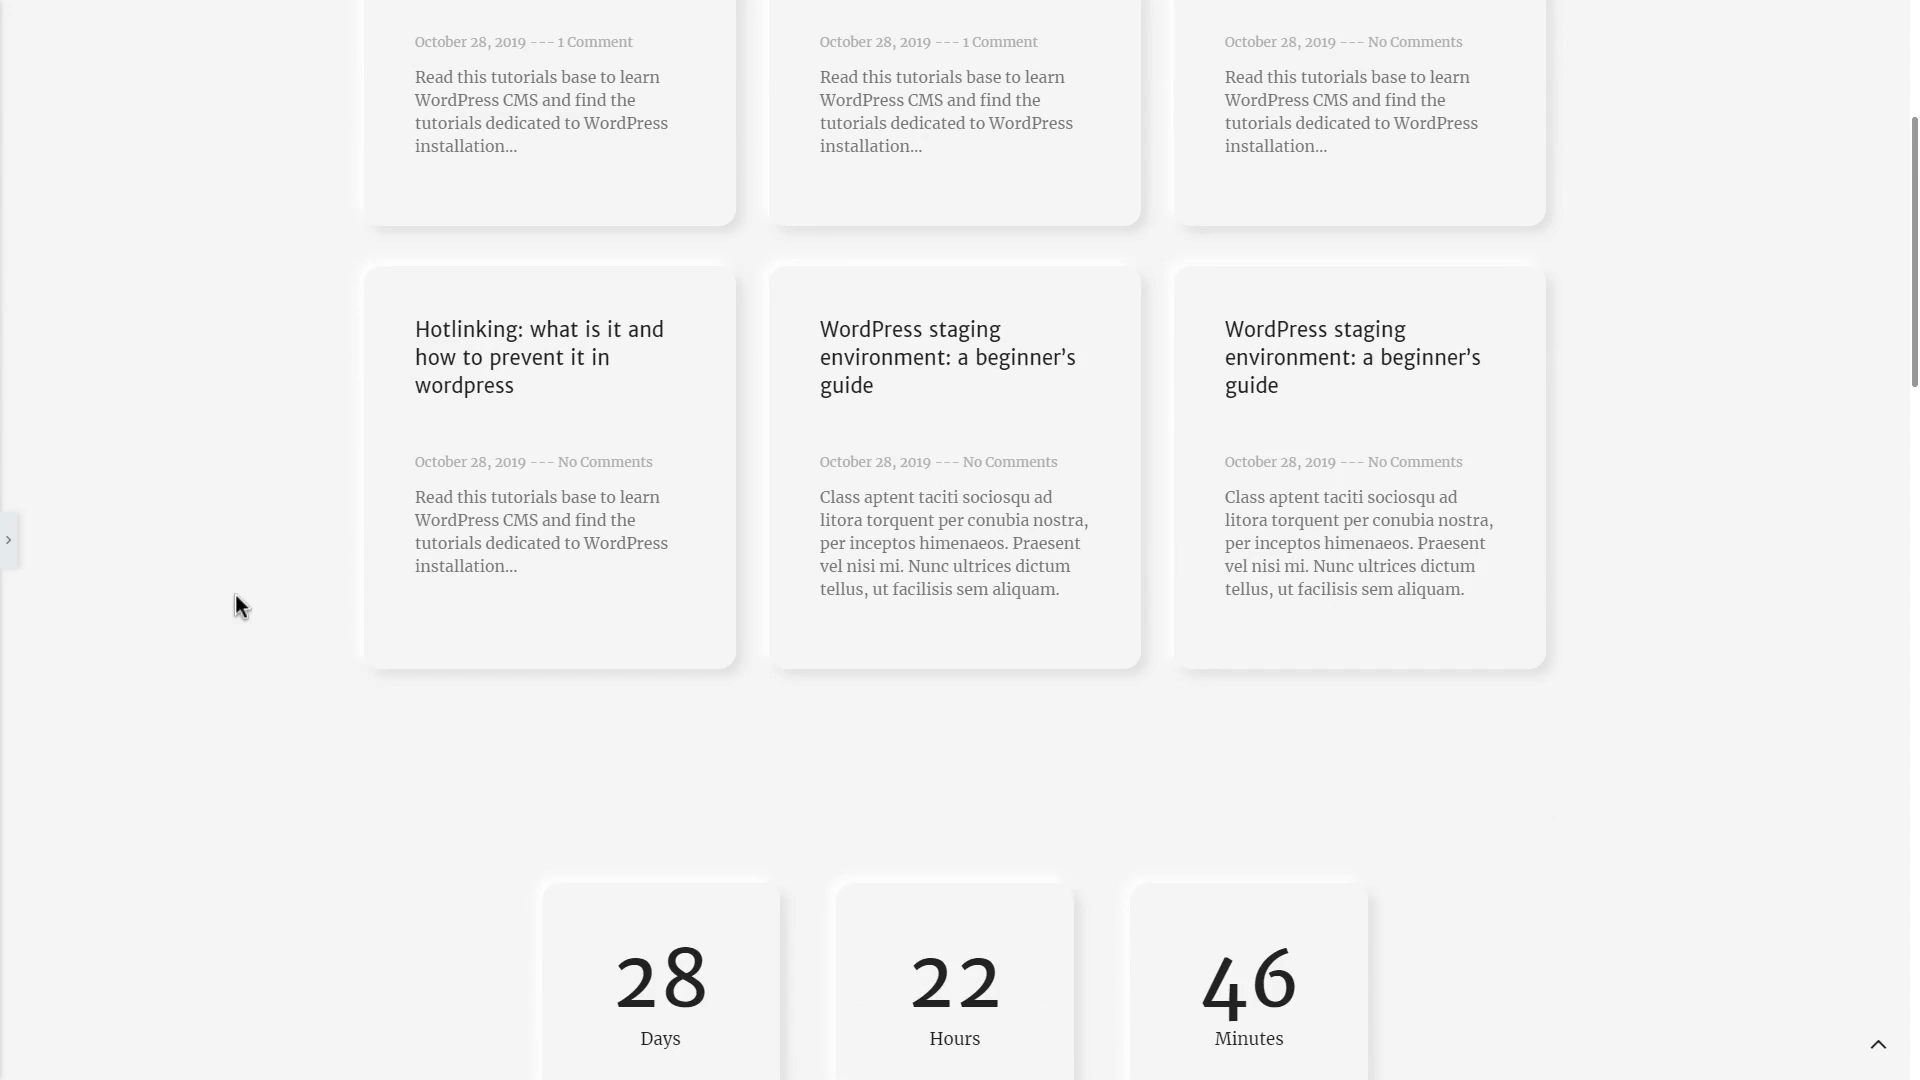 October 28, 2019 --- 1 Comment
Read this tutorials base to learn
WordPress CMS and find the
tutorials dedicated to WordPress
installation...
October 28, 2019 --- 1 Comment
Read this tutorials base to learn
WordPress CMS and find the
tutorials dedicated to WordPress
installation...
October 28, 2019 --- No Comments
Read this tutorials base to learn
WordPress CMS and find the
tutorials dedicated to WordPress
installation...
Hotlinking: what is it and
how to prevent it in
wordpress
October 28, 2019 --- No Comments
Read this tutorials base to learn
WordPress CMS and find the
tutorials dedicated to WordPress
installation...
WordPress staging
environment: a beginner’s
guide
October 28, 2019 --- No Comments
Class aptent taciti sociosqu ad
litora torquent per conubia nostra,
per inceptos himenaeos. Praesent
vel nisi mi. Nunc ultrices dictum
tellus, ut facilisis sem aliquam.
WordPress staging
environment: a beginner’s
guide
October 28, 2019 --- No Comments
Class aptent taciti sociosqu ad
litora torquent per conubia nostra,
per inceptos himenaeos. Praesent
vel nisi mi. Nunc ultrices dictum
tellus, ut facilisis sem aliquam.
28
Days
22
Hours
46
Minutes